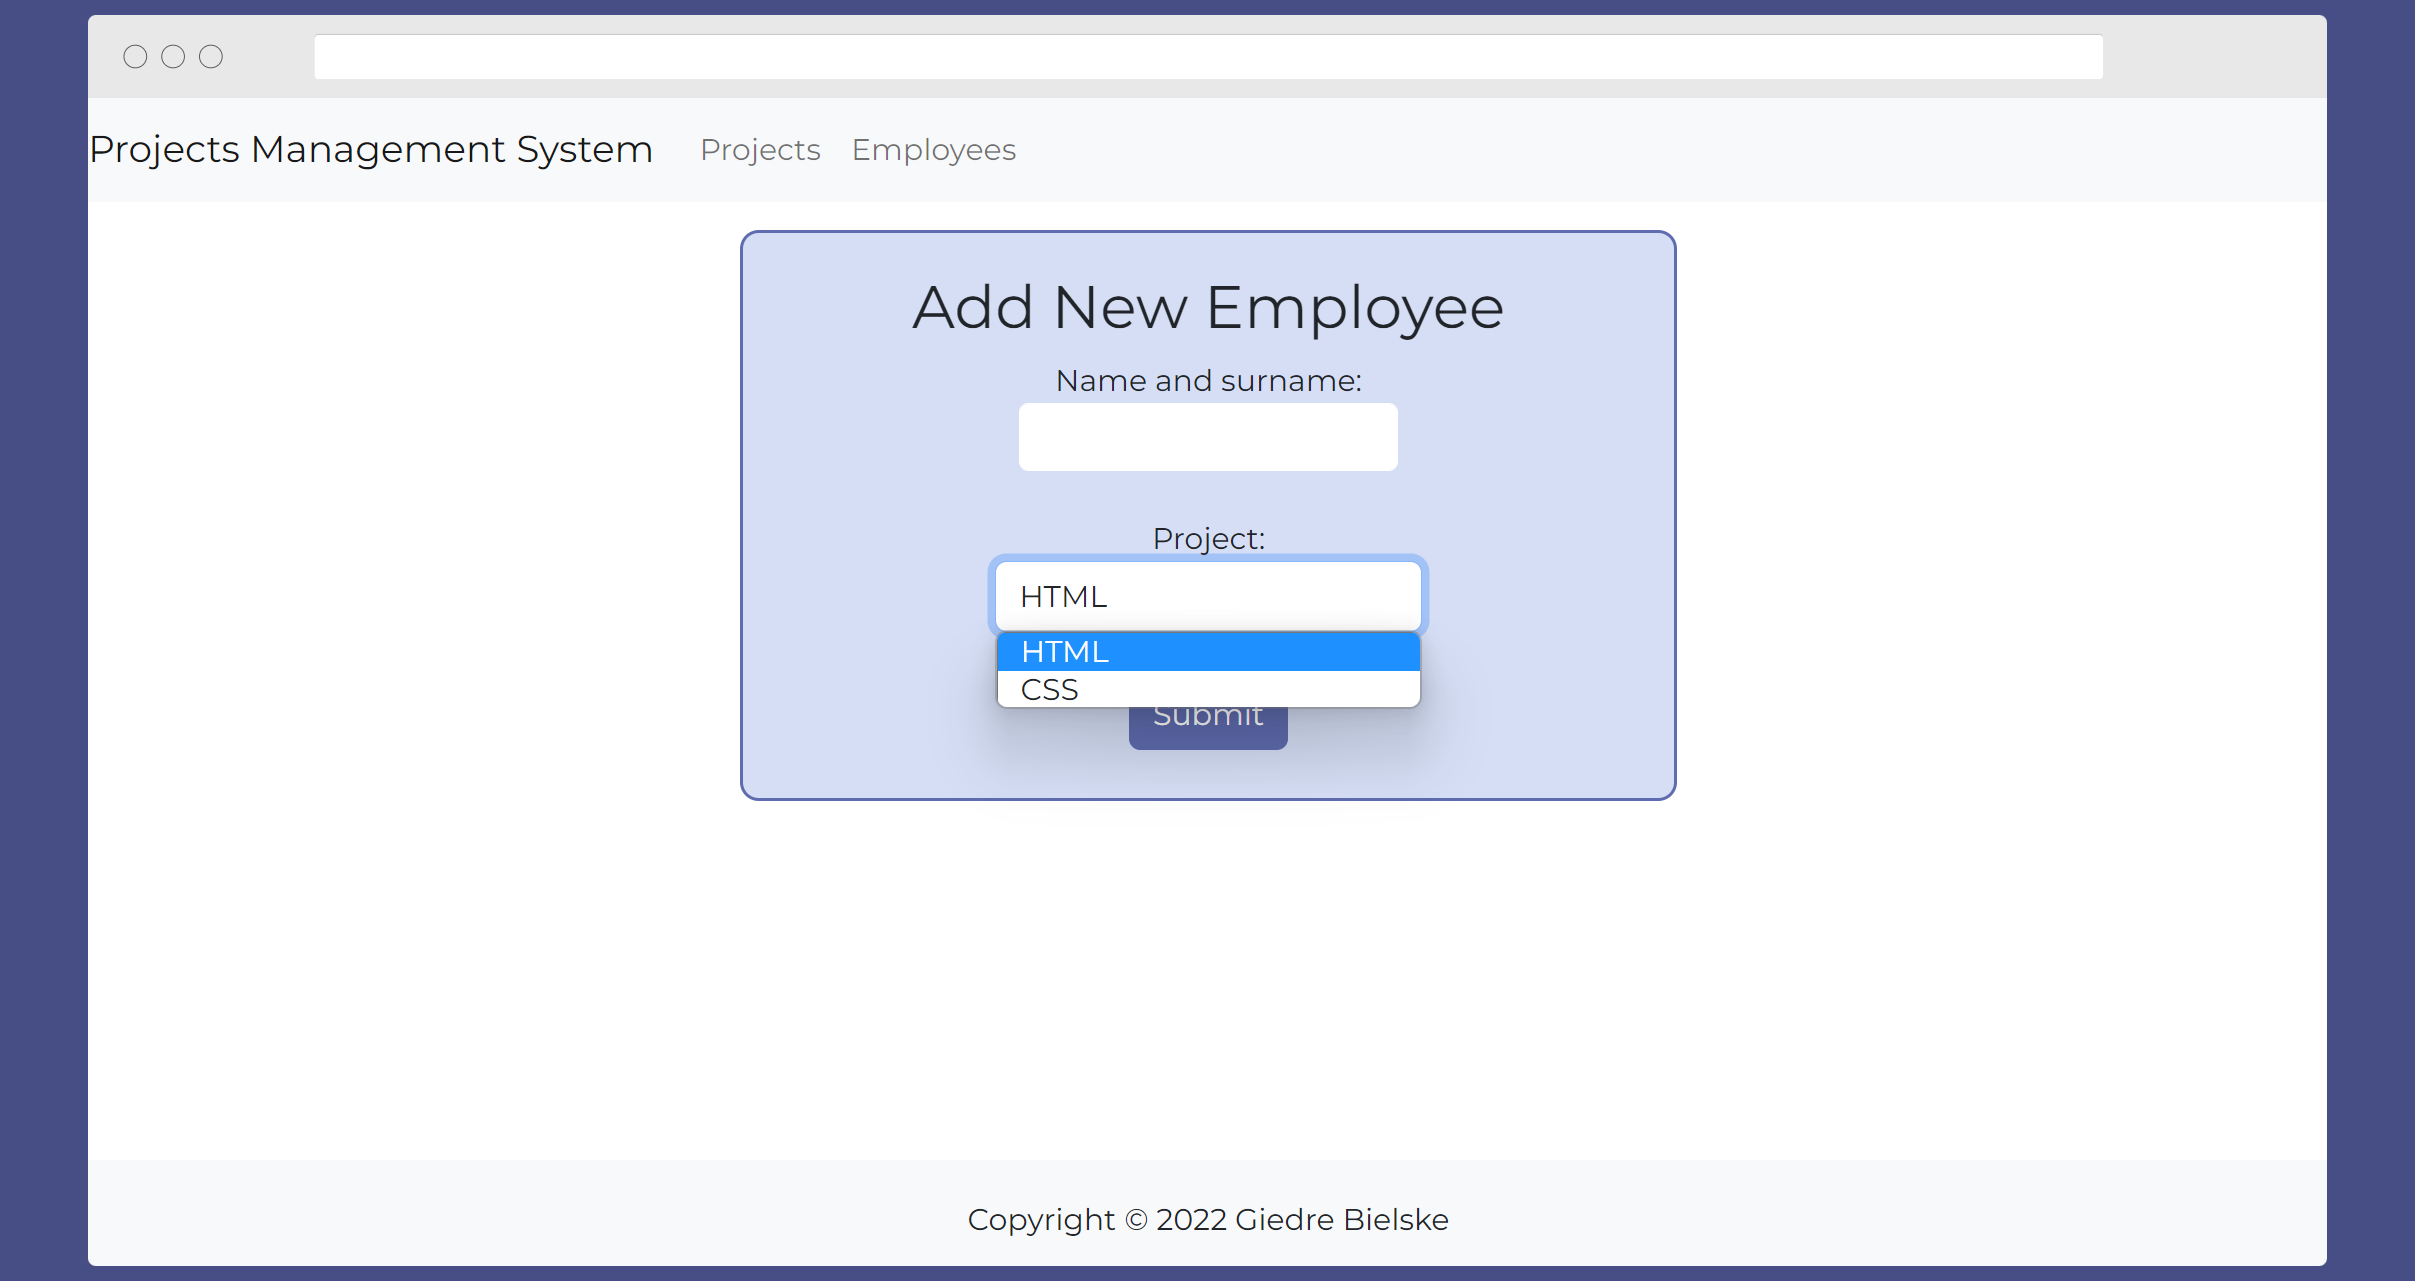 Projects Management System Projects Employees
Add New Employee
Name and surname:
Project:
HTML
HTML
CSS
Submit
Copyright © 2022 Giedre Bielske